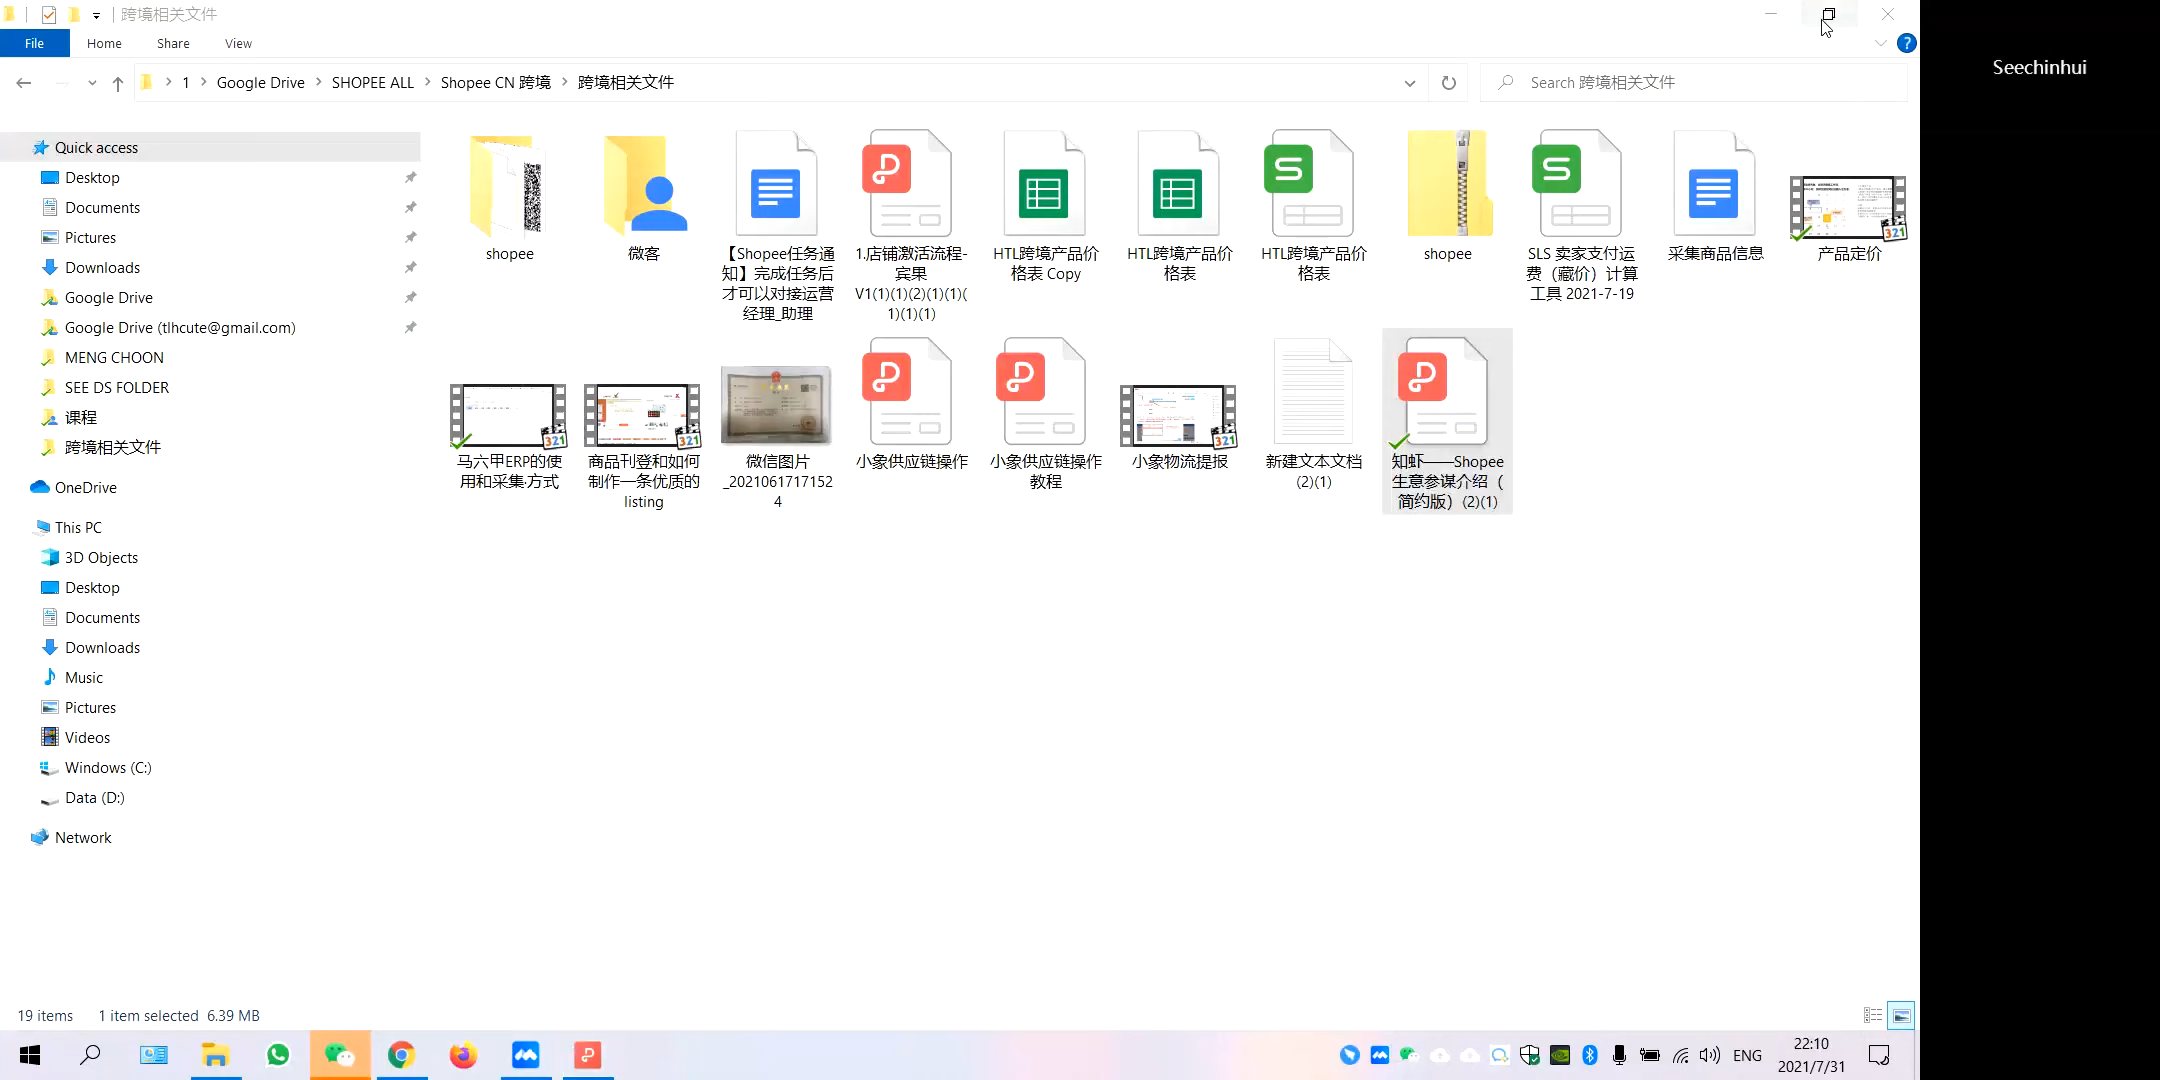 跨境相关文件
File Home Share View
Seechinhui
1 Google Drive SHOPEE ALL Shopee CN 跨境 跨境相关文件
Search 跨境相关文件
Quick access
Desktop
Documents
Pictures
Downloads
Google Drive
Google Drive (tlhcute@gmail.com)
MENG CHOON
SEE DS FOLDER
课程
跨境相关文件
OneDrive
This PC
3D Objects
Desktop
Documents
Downloads
Music
Pictures
Videos
Windows (C:)
Data (D:)
Network
shopee
微客
【Shopee任务通
知】完成任务后
才可以对接运营
经理_助理
1.店铺激活流程-
宾果
V1(1)(1)(2)(1)(1)(
1)(1)(1)
HTL跨境产品价
格表 Copy
HTL跨境产品价
格表
HTL跨境产品价
格表
shopee
SLS 卖家支付运
费（藏价）计算
工具 2021-7-19
采集商品信息
产品定价
马六甲ERP的使
用和采集·方式
商品刊登和如何
制作一条优质的
listing
微信图片
_2021061717152
4
小象供应链操作
小象供应链操作
教程
小象物流提报
新建文本文档
(2)(1)
知虾——Shopee
生意参谋介绍（
简约版）(2)(1)
19 items 1 item selected 6.39 MB
ENG
22:10
2021/7/31